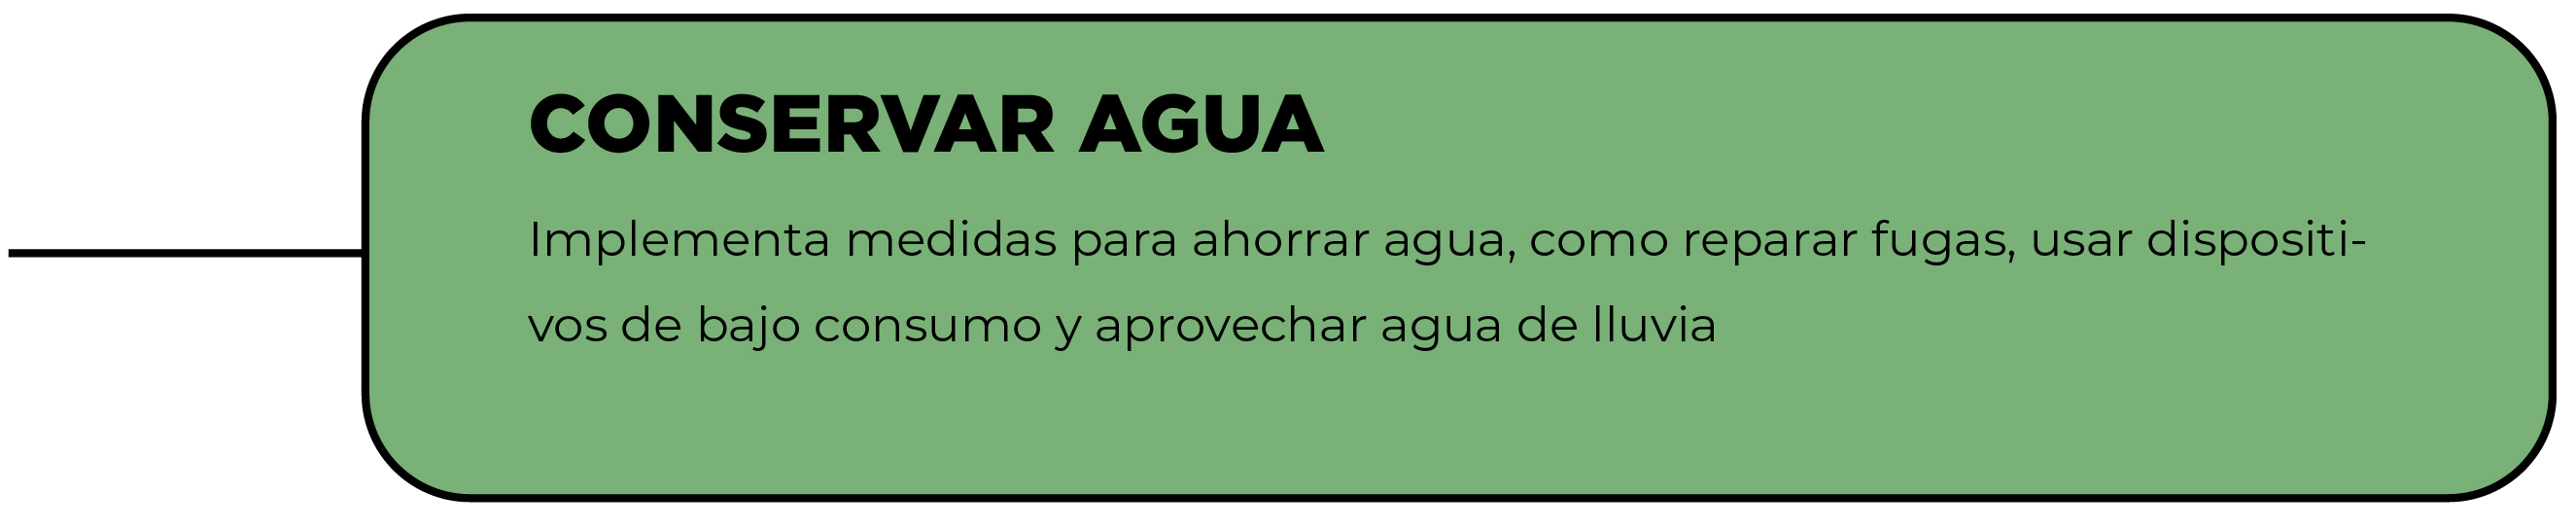 CONSERVAR AGUA
Implementa medidas para ahorrar agua, como reparar fugas, usar dispositi-
vos de bajo consumo y aprovechar agua de lluvia